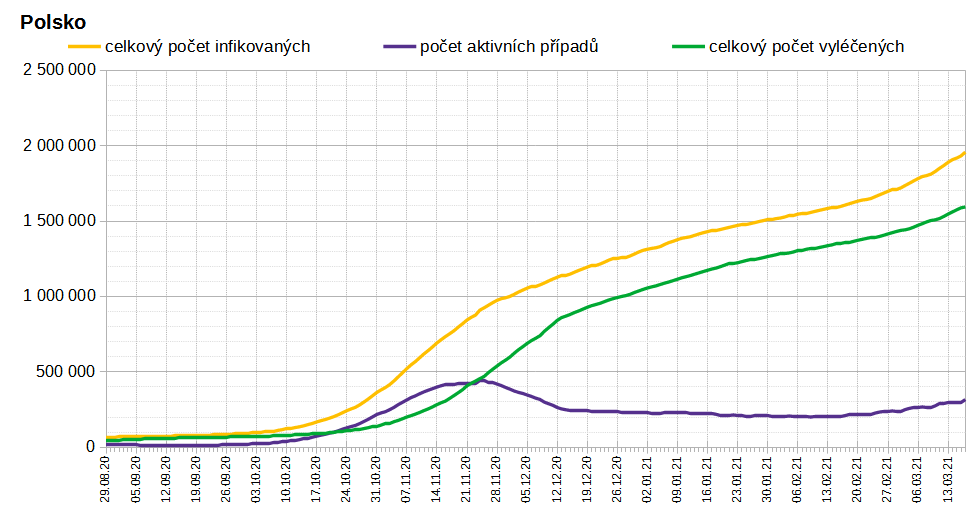 Polsko
celkový počet infikovaných počet aktivních případů celkový počet vyléčených
2 500 000
2 000 000
1 500 000
1 000 000
500 000
0
29.08.20 05.09.20 12.09.20 19.09.20 26.09.20 03.10.20 10.10.20 17.10.20 24.10.20 31.10.20 07.11.20 14.11.20 21.11.20 28.11.20 05.12.20 12.12.20 19.12.20 26.12.20 02.01.21 09.01.21 16.01.21 23.01.21 30.01.21 06.02.21 13.02.21 20.02.21 27.02.21 06.03.21 13.03.21